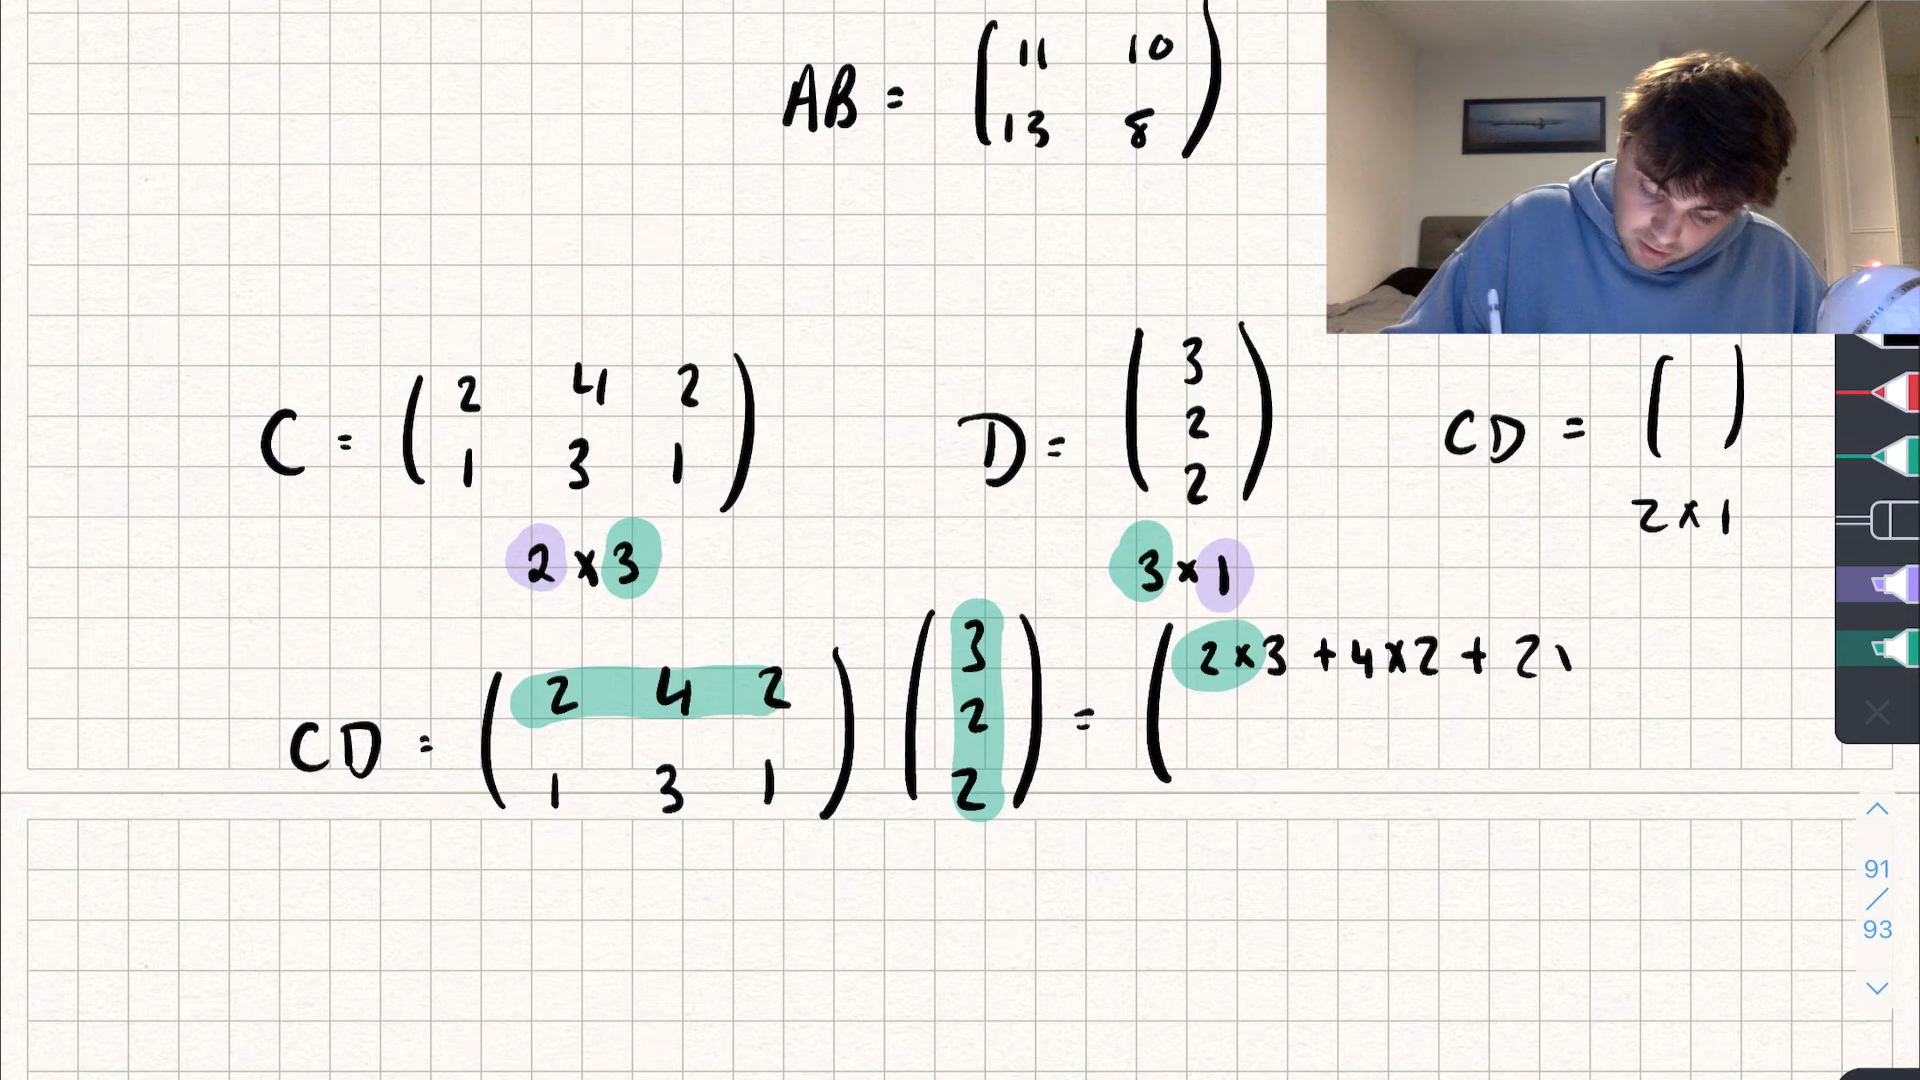 AB = ( 11 10
13 8 )
C = ( 2 4 2
1 3 1 )
D = ( 3
2
2 )
CD = ( )
2 × 3
3 × 1
2 × 1
CD = ( 2 4 2
1 3 1 )
( 3
2
2 )
= ( 2 × 3 + 4 × 2 + 2
91
/
93